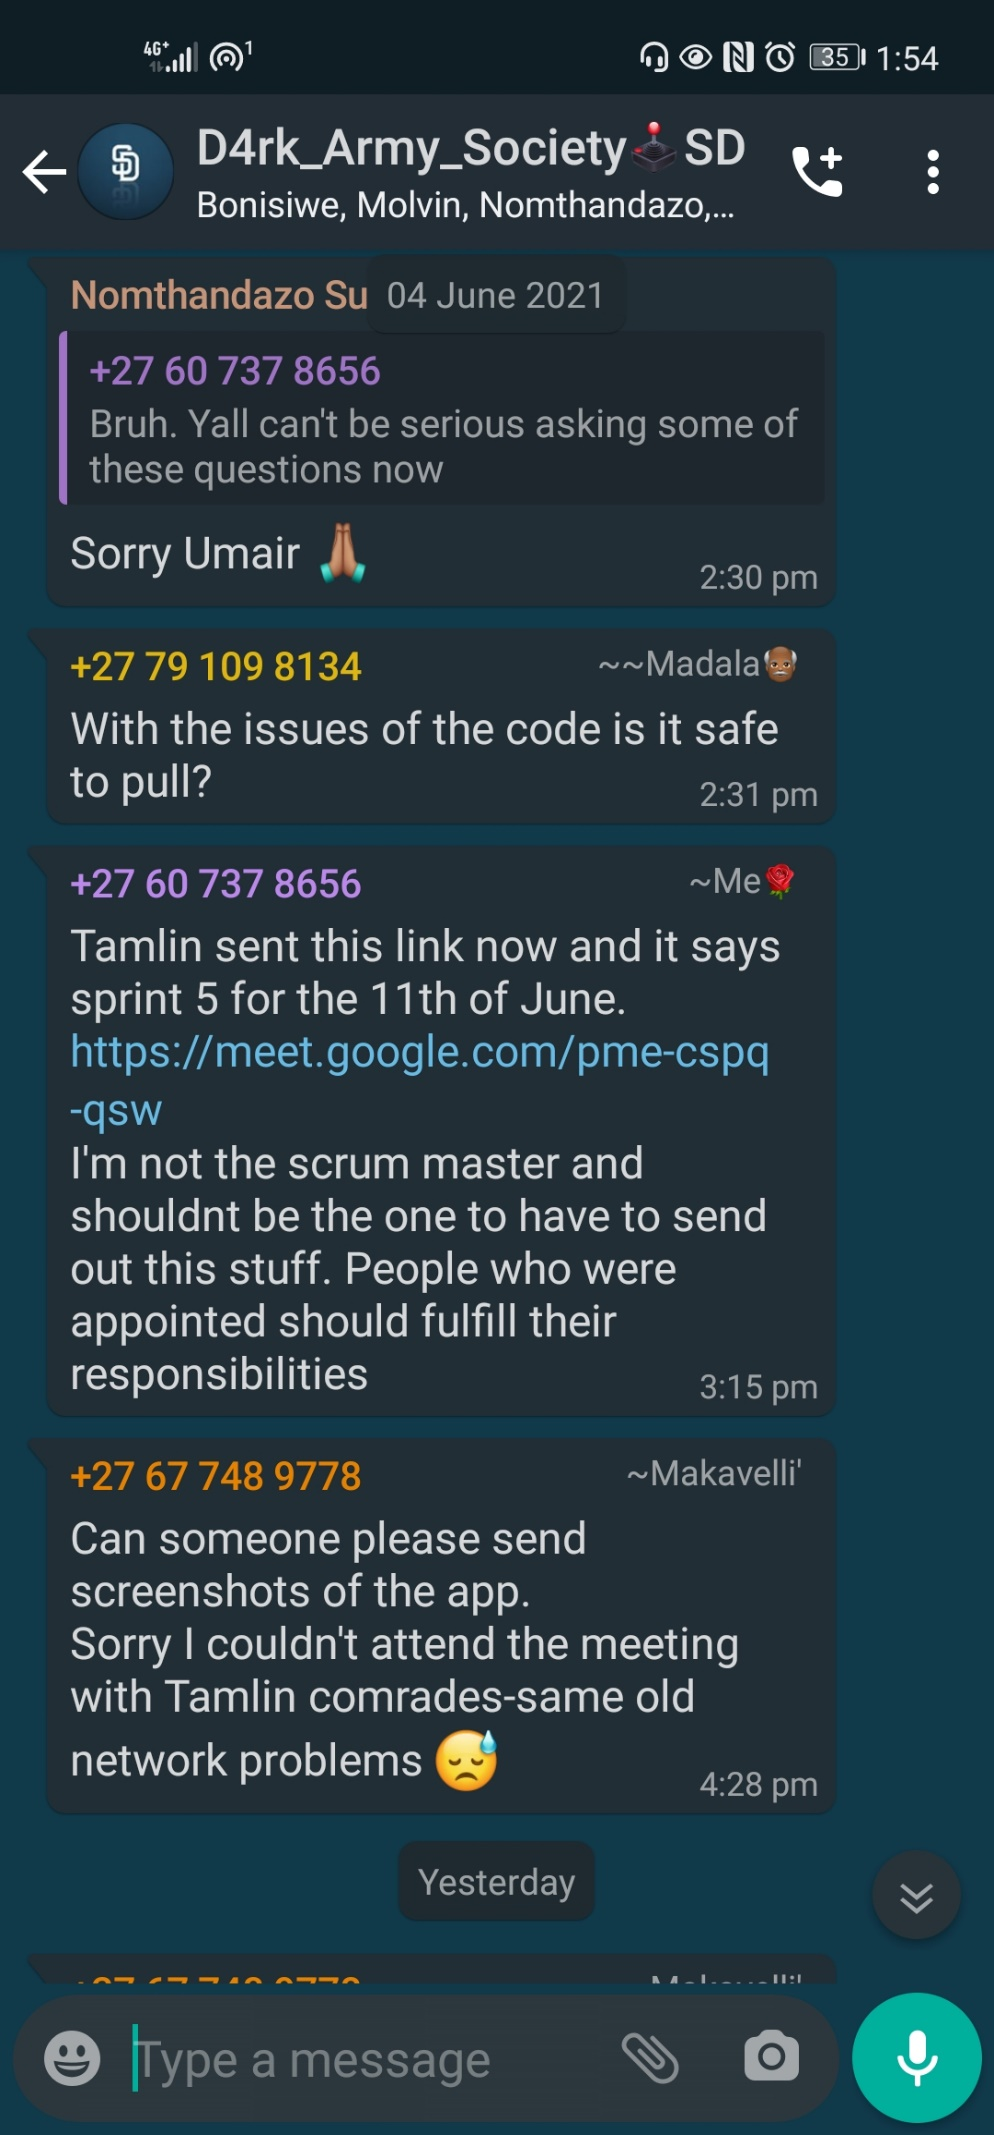 4G+ 1 35 1:54
D4rk_Army_Society🕹️SD
Bonisiwe, Molvin, Nomthandazo,...
Nomthandazo Su
04 June 2021
+27 60 737 8656
Bruh. Yall can't be serious asking some of
these questions now
Sorry Umair 🙏🏽
2:30 pm
+27 79 109 8134 ~~Madala👴🏾
With the issues of the code is it safe
to pull?
2:31 pm
+27 60 737 8656 ~Me🌹
Tamlin sent this link now and it says
sprint 5 for the 11th of June.
https://meet.google.com/pme-cspq
-qsw
I'm not the scrum master and
shouldnt be the one to have to send
out this stuff. People who were
appointed should fulfill their
responsibilities
3:15 pm
+27 67 748 9778 ~Makavelli'
Can someone please send
screenshots of the app.
Sorry I couldn't attend the meeting
with Tamlin comrades-same old
network problems 😓
4:28 pm
Yesterday
+27 67 748 9778 Makavelli'
Type a message